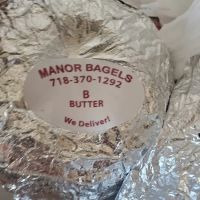 MANOR BAGELS
718-370-1292
B
BUTTER
We Deliver!